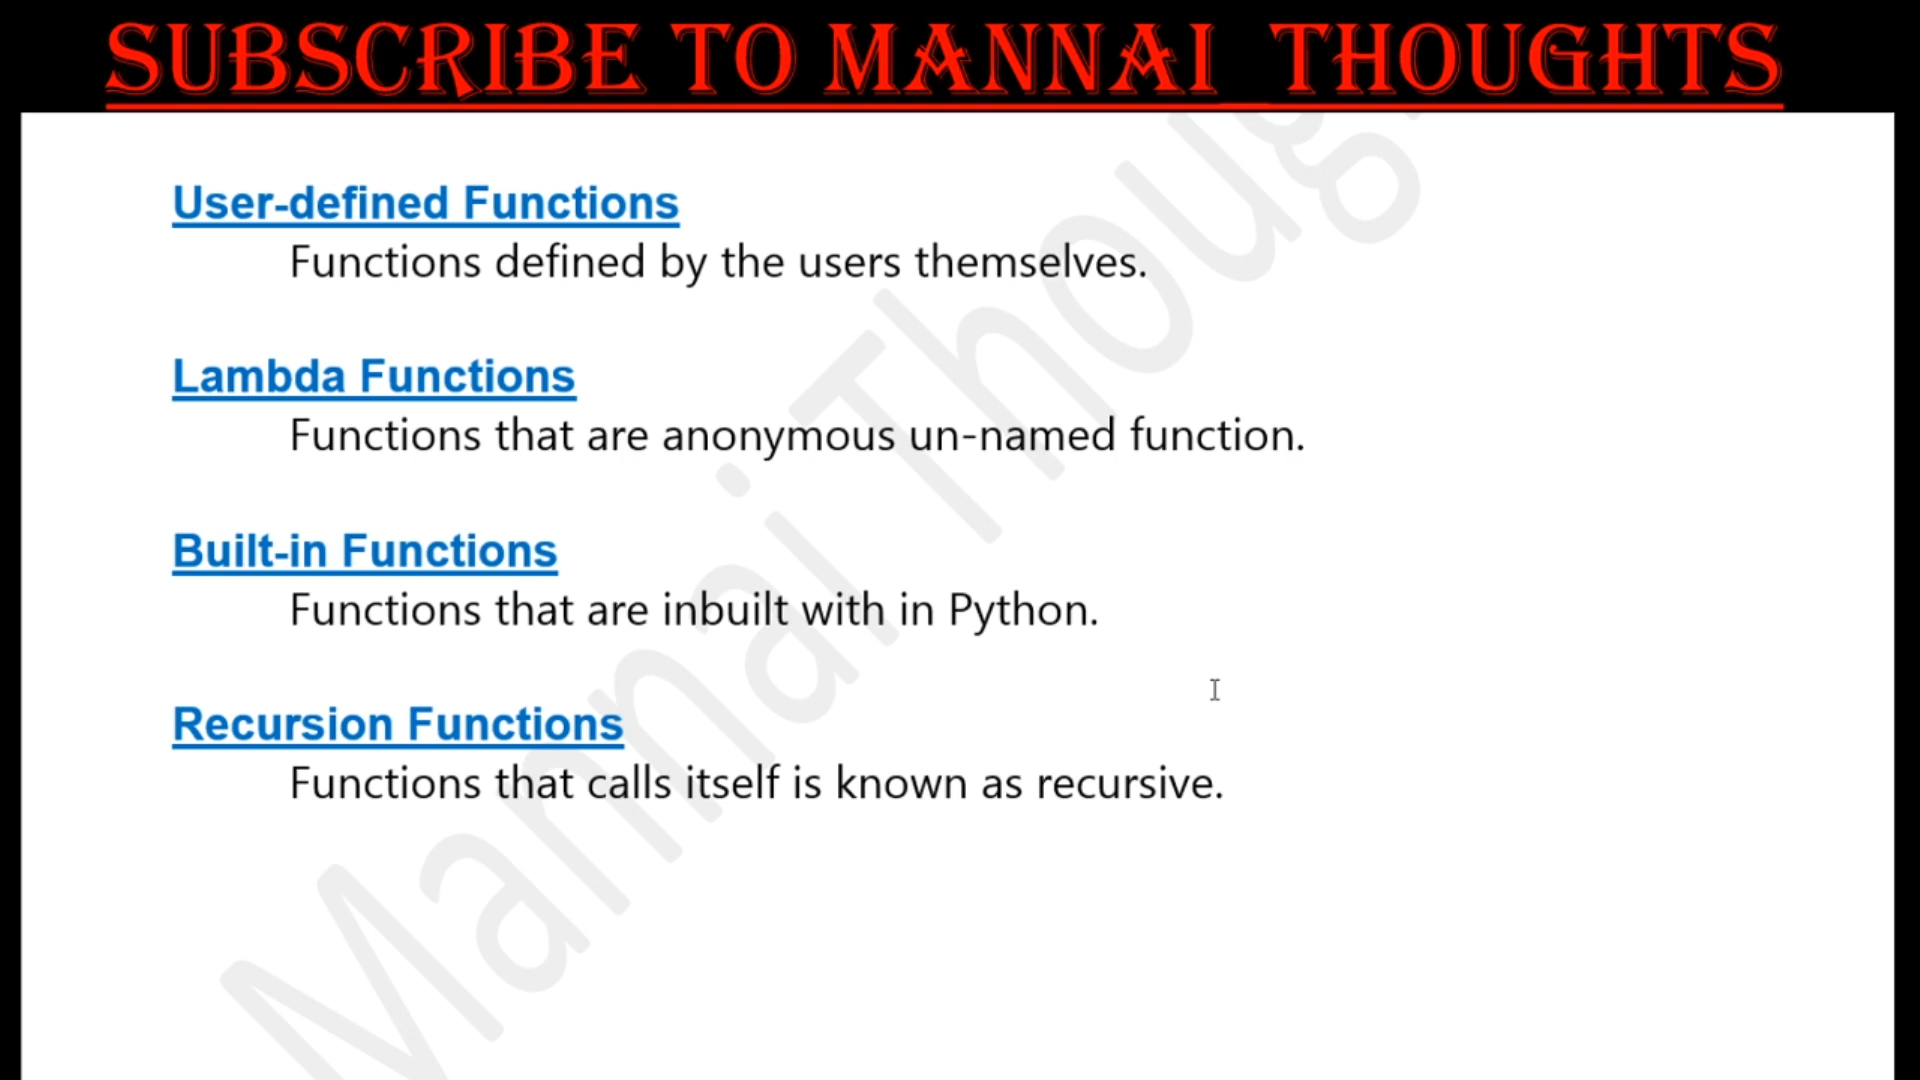 SUBSCRIBE TO MANNAI THOUGHTS
User-defined Functions
Functions defined by the users themselves.
Lambda Functions
Functions that are anonymous un-named function.
Built-in Functions
Functions that are inbuilt with in Python.
Recursion Functions
Functions that calls itself is known as recursive.
Mannai Thoug